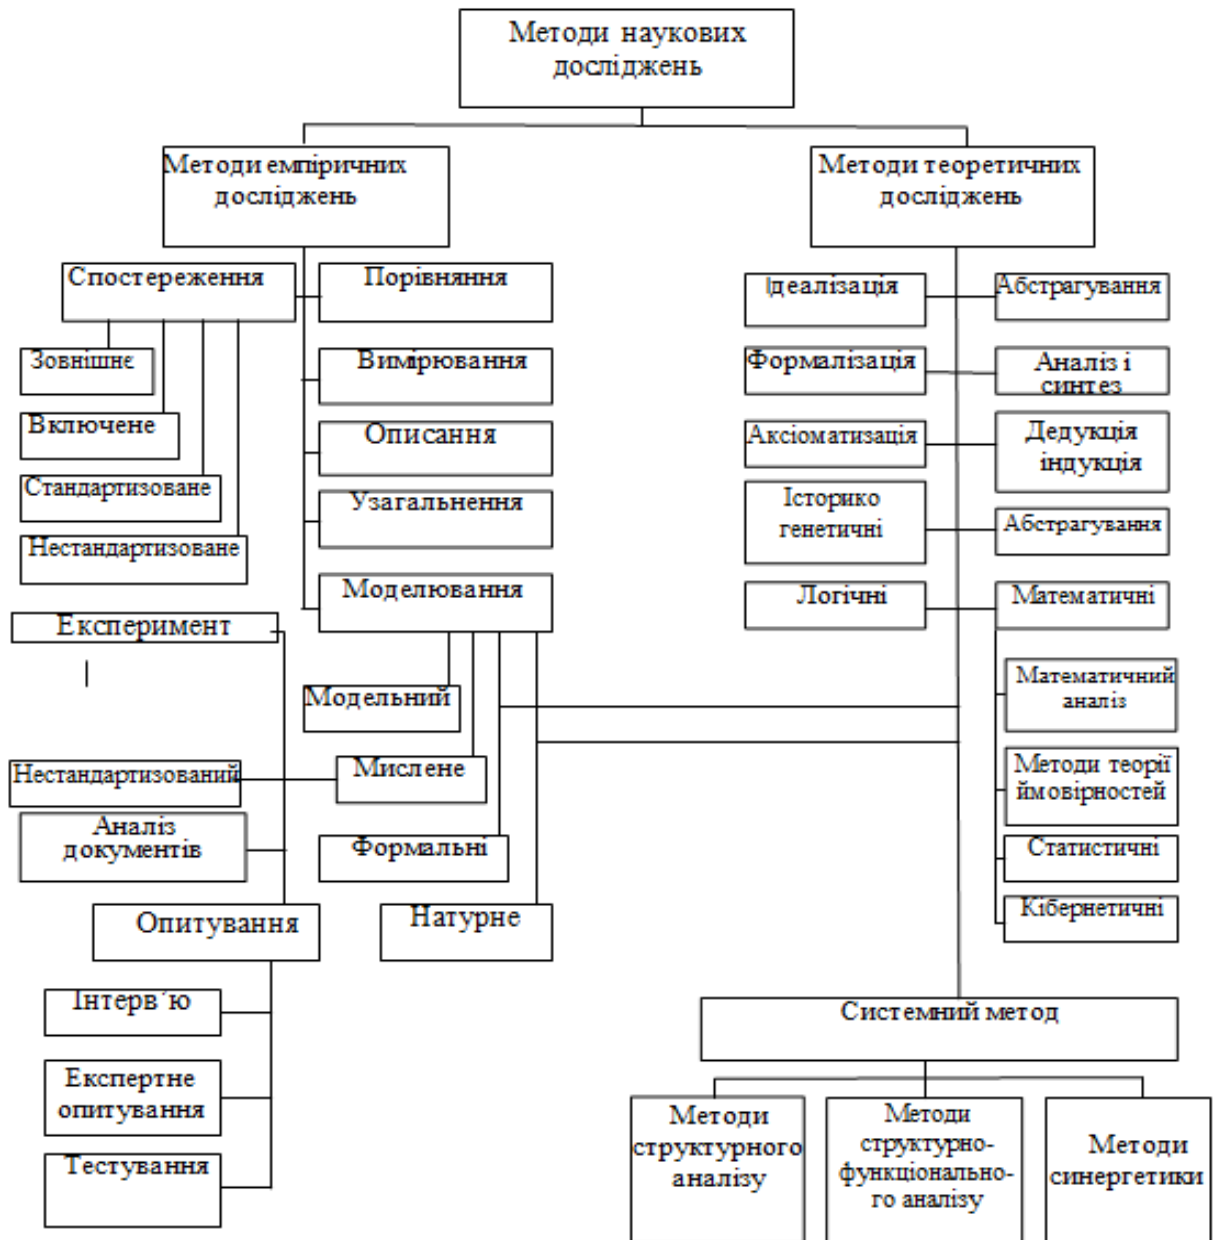 Методи наукових
досліджень
Методи емпіричних
досліджень
Методи теоретичних
досліджень
Спостереження
Порівняння
Зовнішнє
Вимірювання
Включене
Описання
Стандартизоване
Узагальнення
Нестандартизоване
Моделювання
Ідеалізація
Абстрагування
Формалізація
Аналіз і
синтез
Аксіоматизація
Дедукція
індукція
Історико
генетичні
Абстрагування
Логічні
Математичні
Експеримент
Модельний
Математичний
аналіз
Нестандартизований
Мислене
Методи теорії
ймовірностей
Аналіз
документів
Формальні
Статистичні
Опитування
Натурне
Кібернетичні
Інтерв´ю
Експертне
опитування
Тестування
Системний метод
Методи
структурного
аналізу
Методи
структурно-
функціонально-
го аналізу
Методи
синергетики